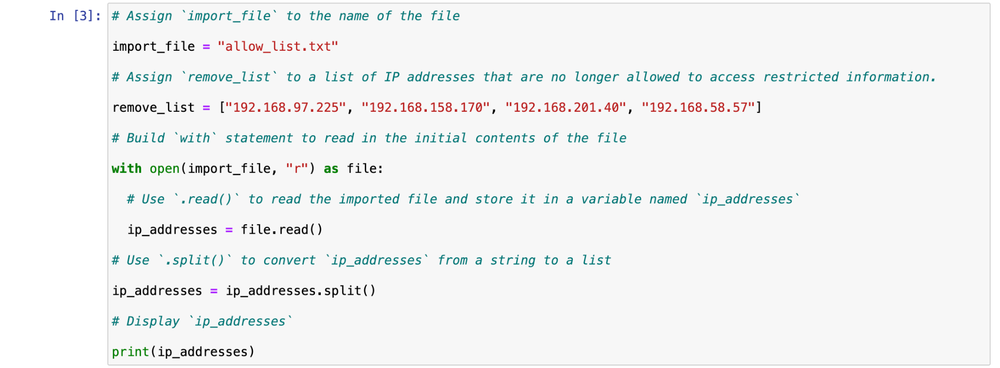 In [3]: # Assign `import_file` to the name of the file
import_file = "allow_list.txt"
# Assign `remove_list` to a list of IP addresses that are no longer allowed to access restricted information.
remove_list = ["192.168.97.225", "192.168.158.170", "192.168.201.40", "192.168.58.57"]
# Build `with` statement to read in the initial contents of the file
with open(import_file, "r") as file:
  # Use `.read()` to read the imported file and store it in a variable named `ip_addresses`
  ip_addresses = file.read()
# Use `.split()` to convert `ip_addresses` from a string to a list
ip_addresses = ip_addresses.split()
# Display `ip_addresses`
print(ip_addresses)